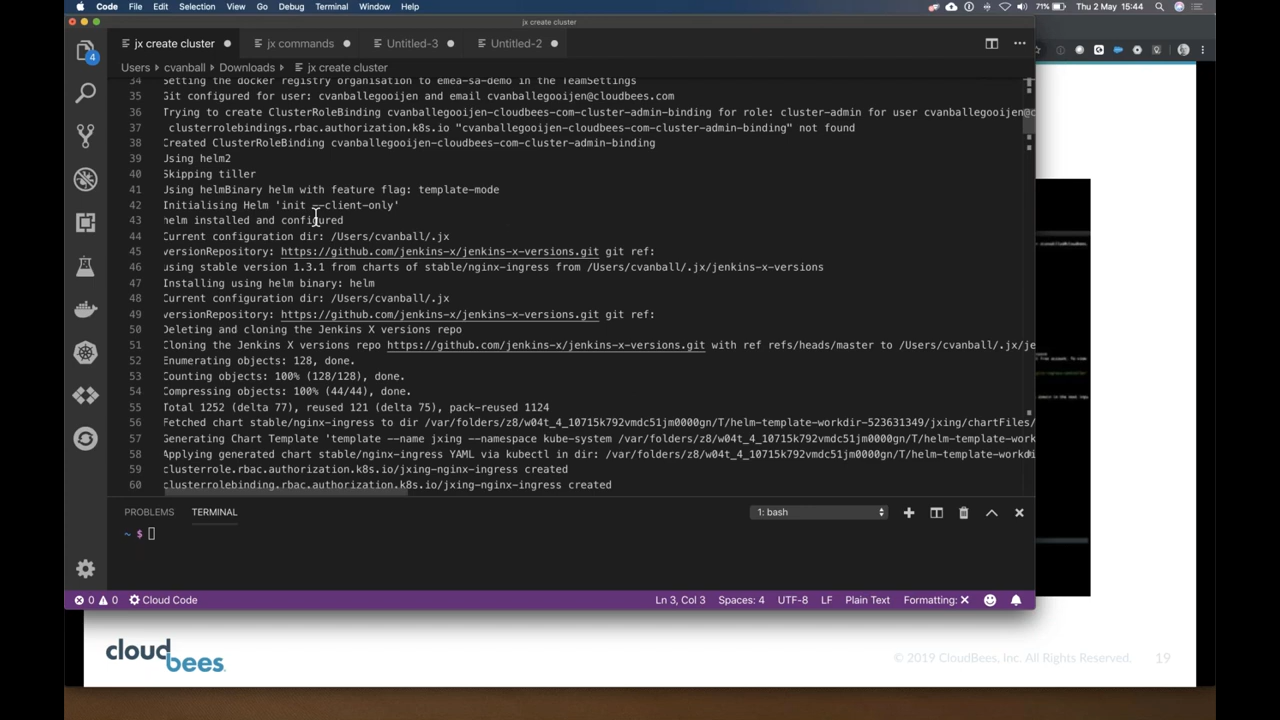 Code File Edit Selection View Go Debug Terminal Window Help 71% Thu 2 May 15:44
jx create cluster
jx create cluster jx commands Untitled-3 Untitled-2
Users cvanball Downloads jx create cluster
4
34 Setting the docker registry organisation to emea-sa-demo in the TeamSettings
35 Git configured for user: cvanballegooijen and email cvanballegooijen@cloudbees.com
36 Trying to create ClusterRoleBinding cvanballegooijen-cloudbees-com-cluster-admin-binding for role: cluster-admin for user cvanballegooijen@c
37 clusterrolebindings.rbac.authorization.k8s.io "cvanballegooijen-cloudbees-com-cluster-admin-binding" not found
38 Created ClusterRoleBinding cvanballegooijen-cloudbees-com-cluster-admin-binding
39 Using helm2
40 Skipping tiller
41 Using helmBinary helm with feature flag: template-mode
42 Initialising Helm 'init --client-only'
43 helm installed and configured
44 Current configuration dir: /Users/cvanball/.jx
45 versionRepository: https://github.com/jenkins-x/jenkins-x-versions.git git ref:
46 using stable version 1.3.1 from charts of stable/nginx-ingress from /Users/cvanball/.jx/jenkins-x-versions
47 Installing using helm binary: helm
48 Current configuration dir: /Users/cvanball/.jx
49 versionRepository: https://github.com/jenkins-x/jenkins-x-versions.git git ref:
50 Deleting and cloning the Jenkins X versions repo
51 Cloning the Jenkins X versions repo https://github.com/jenkins-x/jenkins-x-versions.git with ref refs/heads/master to /Users/cvanball/.jx/je
52 Enumerating objects: 128, done.
53 Counting objects: 100% (128/128), done.
54 Compressing objects: 100% (44/44), done.
55 Total 1252 (delta 77), reused 121 (delta 75), pack-reused 1124
56 Fetched chart stable/nginx-ingress to dir /var/folders/z8/w04t_4_10715k792vmdc51jm0000gn/T/helm-template-workdir-523631349/jxing/chartFiles/
57 Generating Chart Template 'template --name jxing --namespace kube-system /var/folders/z8/w04t_4_10715k792vmdc51jm0000gn/T/helm-template-work
58 Applying generated chart stable/nginx-ingress YAML via kubectl in dir: /var/folders/z8/w04t_4_10715k792vmdc51jm0000gn/T/helm-template-workdi
59 clusterrole.rbac.authorization.k8s.io/jxing-nginx-ingress created
60 clusterrolebinding.rbac.authorization.k8s.io/jxing-nginx-ingress created
PROBLEMS TERMINAL 1: bash
~ $
0 0 Cloud Code Ln 3, Col 3 Spaces: 4 UTF-8 LF Plain Text Formatting: ✕
cloudbees.
© 2019 CloudBees, Inc. All Rights Reserved. 19